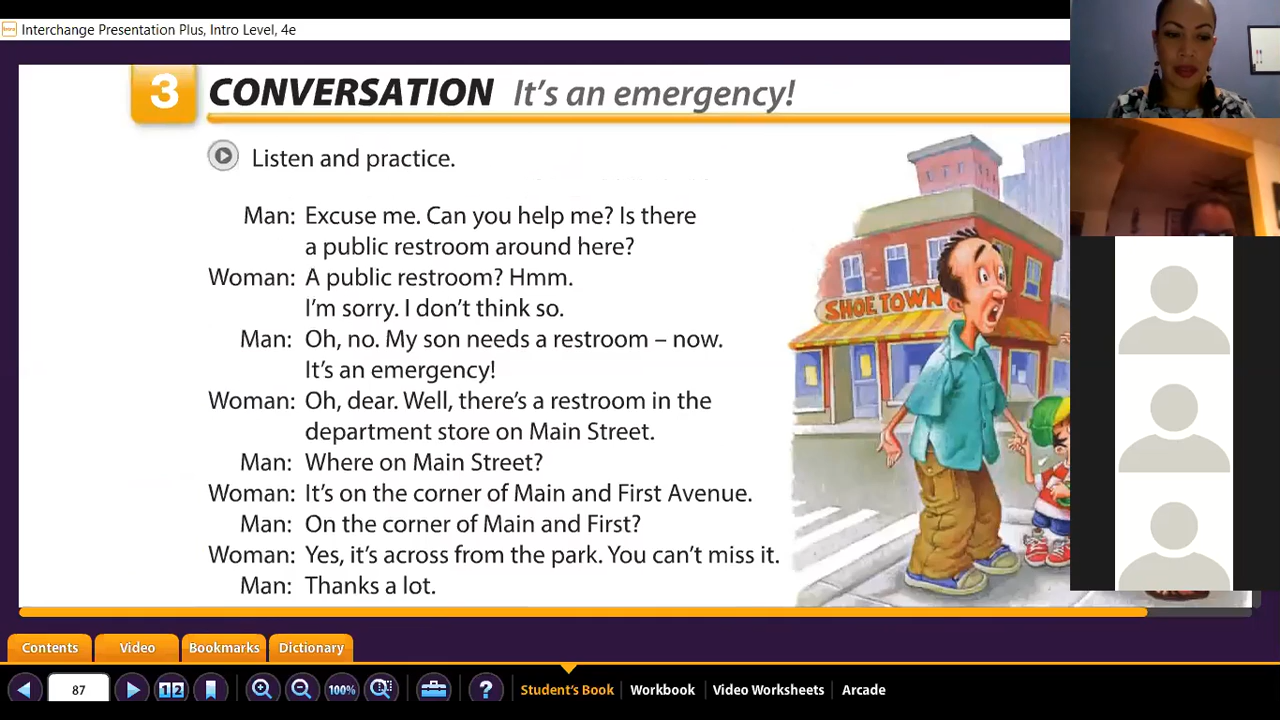 Interchange Presentation Plus, Intro Level, 4e
3 CONVERSATION It's an emergency!
Listen and practice.
Man: Excuse me. Can you help me? Is there
a public restroom around here?
Woman: A public restroom? Hmm.
I'm sorry. I don't think so.
Man: Oh, no. My son needs a restroom – now.
It's an emergency!
Woman: Oh, dear. Well, there's a restroom in the
department store on Main Street.
Man: Where on Main Street?
Woman: It's on the corner of Main and First Avenue.
Man: On the corner of Main and First?
Woman: Yes, it's across from the park. You can't miss it.
Man: Thanks a lot.
SHOE TOWN
Contents Video Bookmarks Dictionary
87 12 100% ? Student's Book Workbook Video Worksheets Arcade